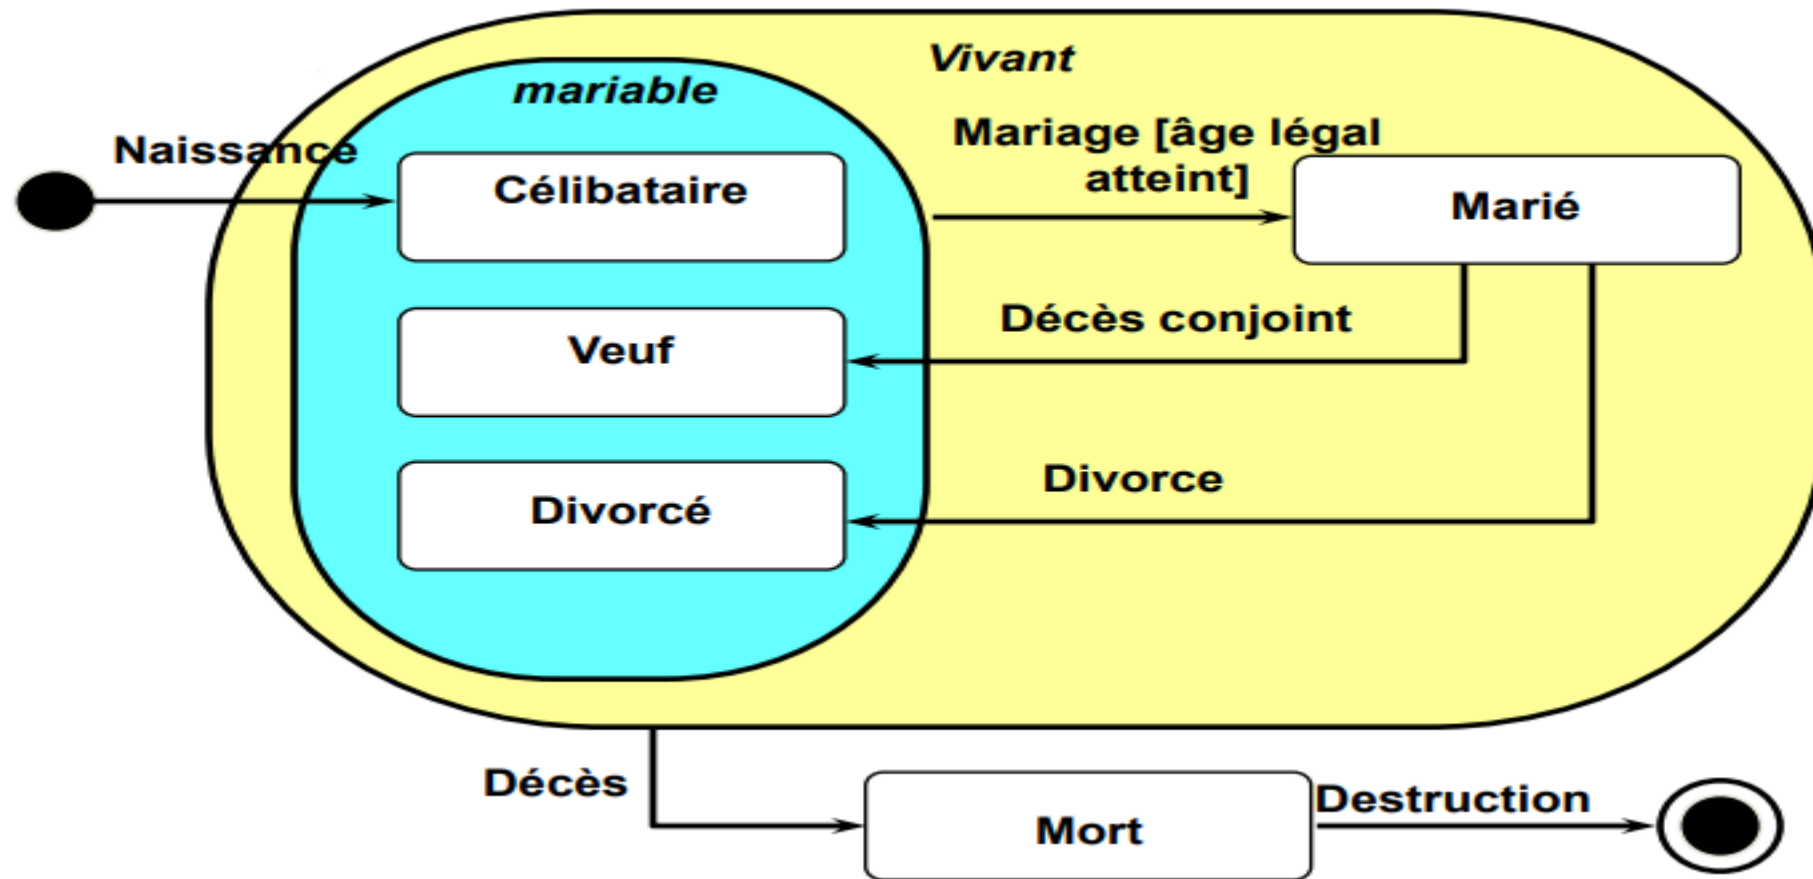 Vivant
mariable
Naissance
Mariage [âge légal
atteint]
Célibataire
Marié
Décès conjoint
Veuf
Divorce
Divorcé
Décès
Destruction
Mort